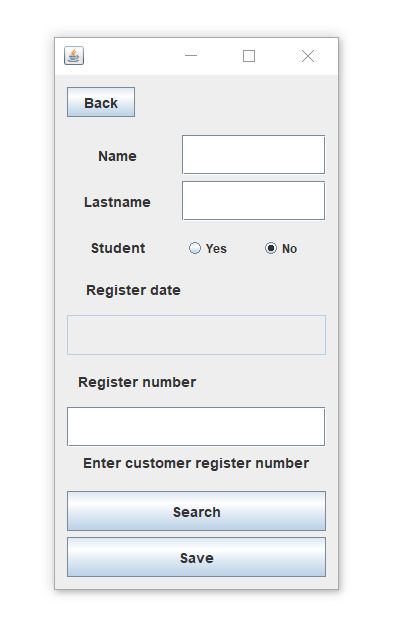 Back
Name
Lastname
Student Yes No
Register date
Register number
Enter customer register number
Search
Save